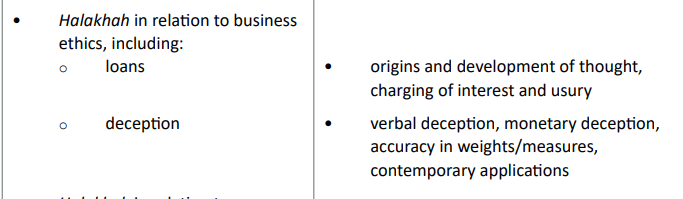 • Halakhah in relation to business
ethics, including:
o loans
• origins and development of thought,
charging of interest and usury
o deception
• verbal deception, monetary deception,
accuracy in weights/measures,
contemporary applications